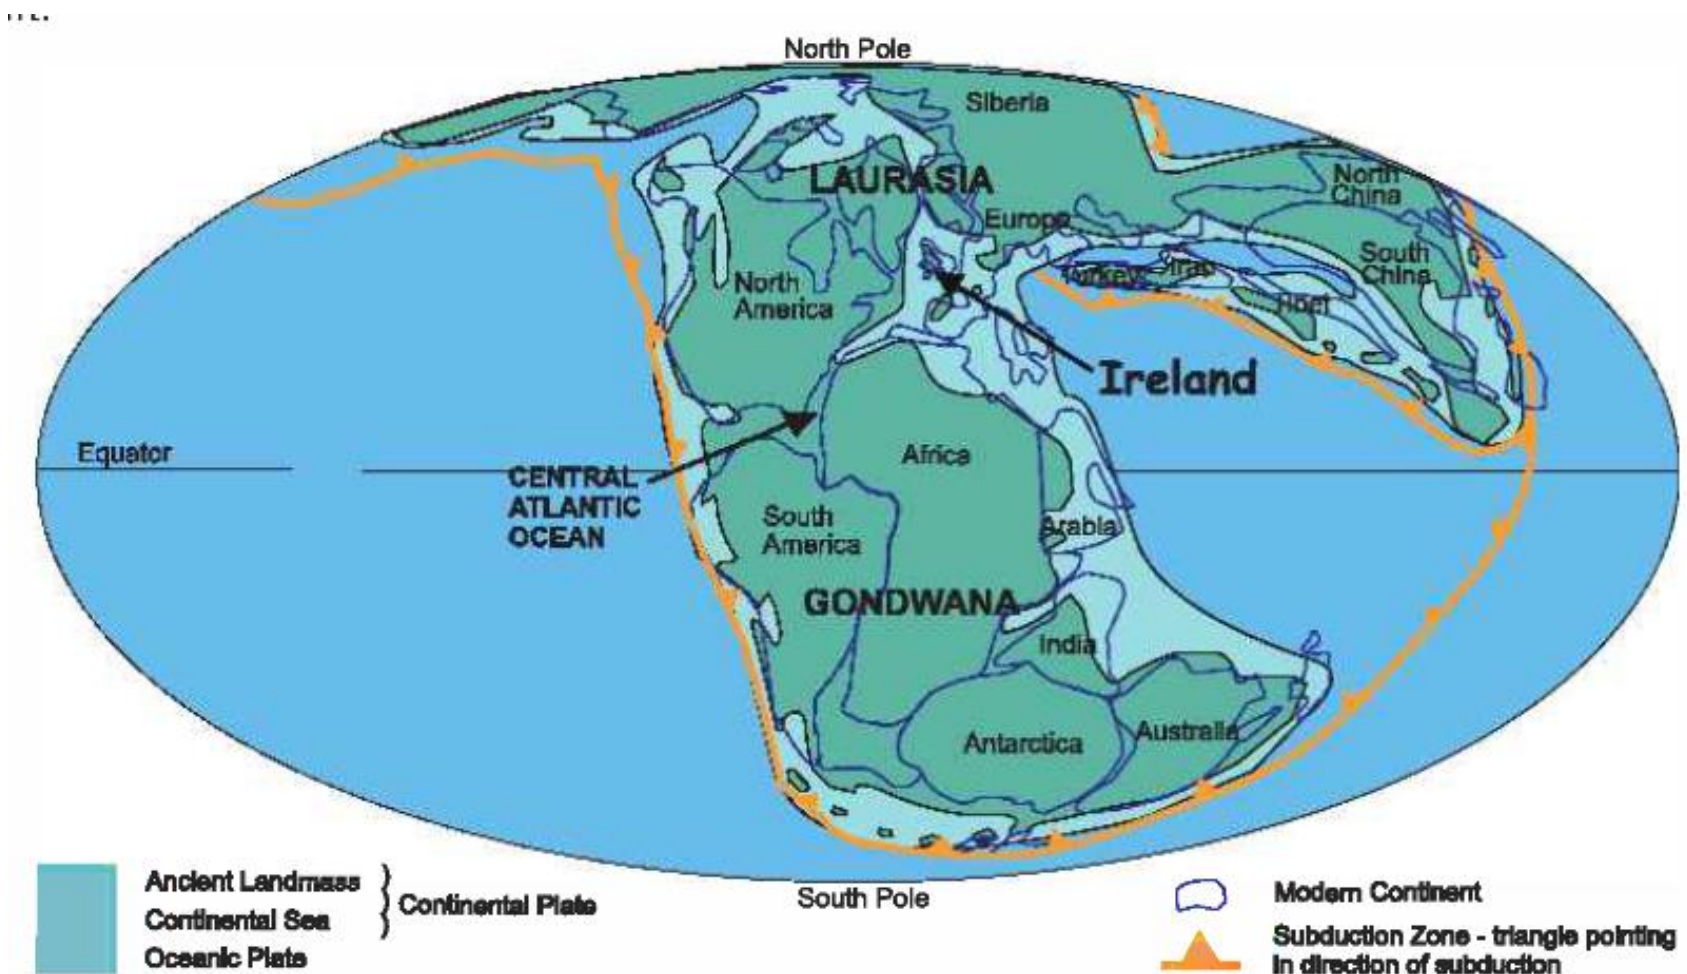 North Pole
Siberia
LAURASIA
North
China
Europe
South
China
Turkey
Iran
Tibet
North
America
Ireland
Equator
Africa
CENTRAL
ATLANTIC
OCEAN
South
America
Arabia
GONDWANA
India
Antarctica
Australia
South Pole
Ancient Landmass
Continental Sea
Continental Plate
Oceanic Plate
Modern Continent
Subduction Zone - triangle pointing
in direction of subduction